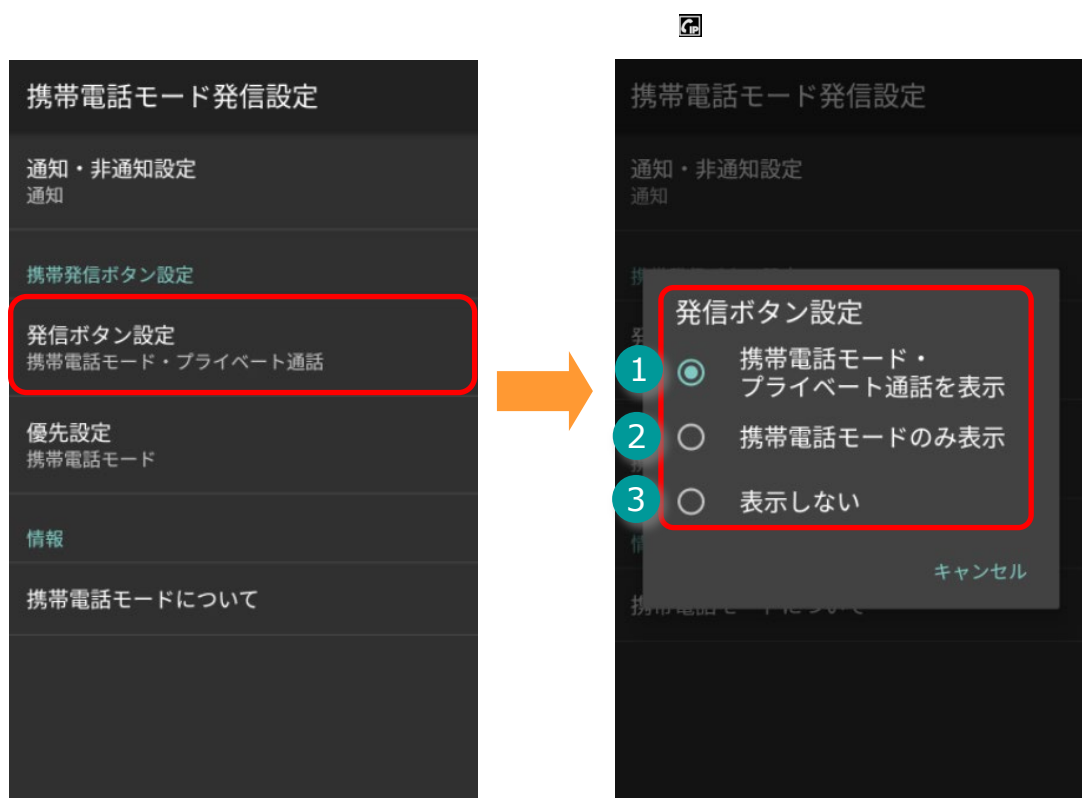 携帯電話モード発信設定
通知・非通知設定
通知
携帯発信ボタン設定
発信ボタン設定
携帯電話モード・プライベート通話
優先設定
携帯電話モード
情報
携帯電話モードについて
IP
携帯電話モード発信設定
通知・非通知設定
通知
発信ボタン設定
1
携帯電話モード・
プライベート通話を表示
2
携帯電話モードのみ表示
3
表示しない
キャンセル